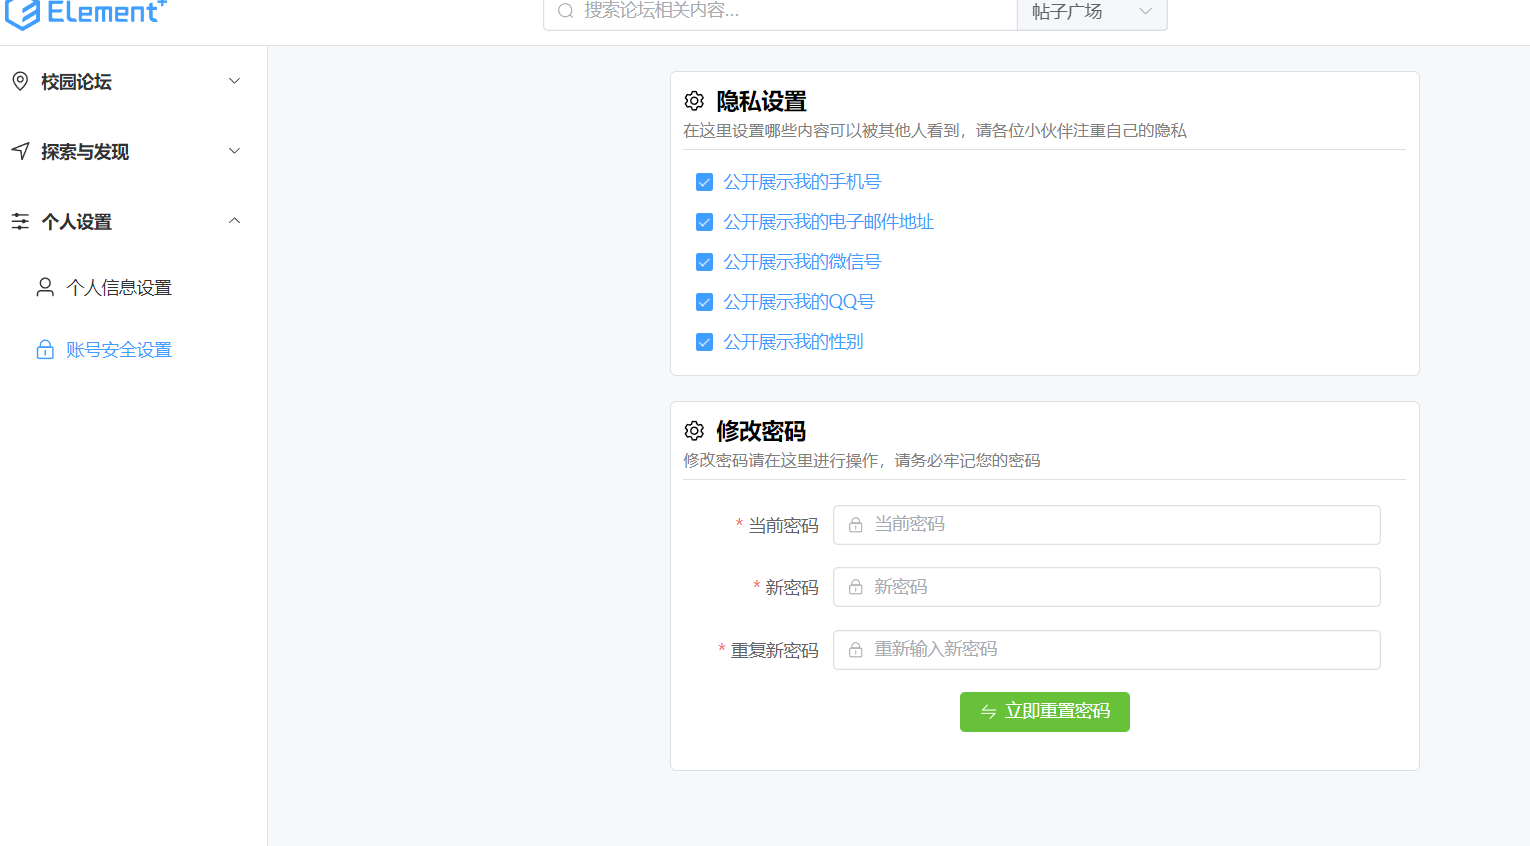 ELement+
搜索论坛相关内容...
帖子广场
校园论坛
探索与发现
个人设置
个人信息设置
账号安全设置
隐私设置
在这里设置哪些内容可以被其他人看到，请各位小伙伴注重自己的隐私
公开展示我的手机号
公开展示我的电子邮件地址
公开展示我的微信号
公开展示我的QQ号
公开展示我的性别
修改密码
修改密码请在这里进行操作，请务必牢记您的密码
* 当前密码 当前密码
* 新密码 新密码
* 重复新密码 重新输入新密码
立即重置密码